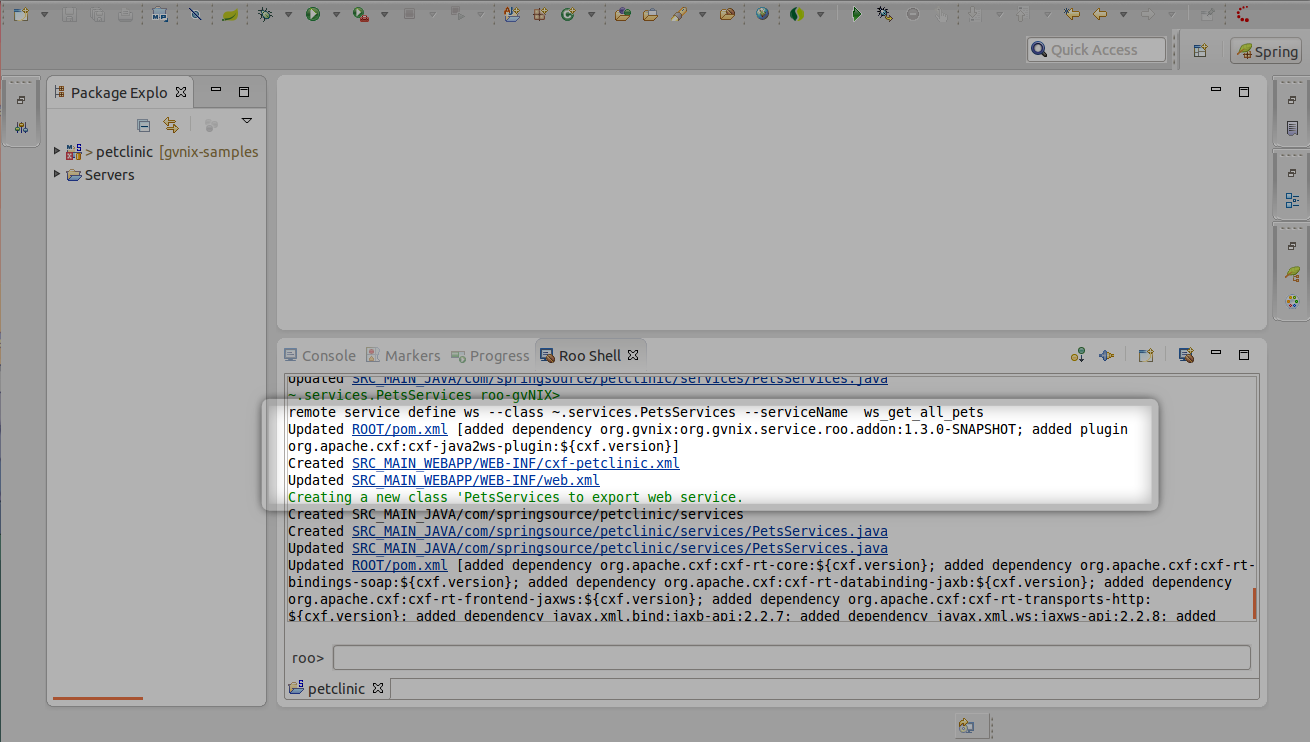 Quick Access
Spring
Package Explo
> petclinic [gvnix-samples
Servers
Console Markers Progress Roo Shell
Updated SRC_MAIN_JAVA/com/springsource/petclinic/services/PetsServices.java
~.services.PetsServices roo-gvNIX>
remote service define ws --class ~.services.PetsServices --serviceName  ws_get_all_pets
Updated ROOT/pom.xml [added dependency org.gvnix:org.gvnix.service.roo.addon:1.3.0-SNAPSHOT; added plugin
org.apache.cxf:cxf-java2ws-plugin:${cxf.version}]
Created SRC_MAIN_WEBAPP/WEB-INF/cxf-petclinic.xml
Updated SRC_MAIN_WEBAPP/WEB-INF/web.xml
Creating a new class 'PetsServices to export web service.
Created SRC_MAIN_JAVA/com/springsource/petclinic/services
Created SRC_MAIN_JAVA/com/springsource/petclinic/services/PetsServices.java
Updated SRC_MAIN_JAVA/com/springsource/petclinic/services/PetsServices.java
Updated ROOT/pom.xml [added dependency org.apache.cxf:cxf-rt-core:${cxf.version}; added dependency org.apache.cxf:cxf-rt-
bindings-soap:${cxf.version}; added dependency org.apache.cxf:cxf-rt-databinding-jaxb:${cxf.version}; added dependency
org.apache.cxf:cxf-rt-frontend-jaxws:${cxf.version}; added dependency org.apache.cxf:cxf-rt-transports-http:
${cxf.version}; added dependency javax.xml.bind:jaxb-api:2.2.7; added dependency javax.xml.ws:jaxws-api:2.2.8; added
roo>
petclinic